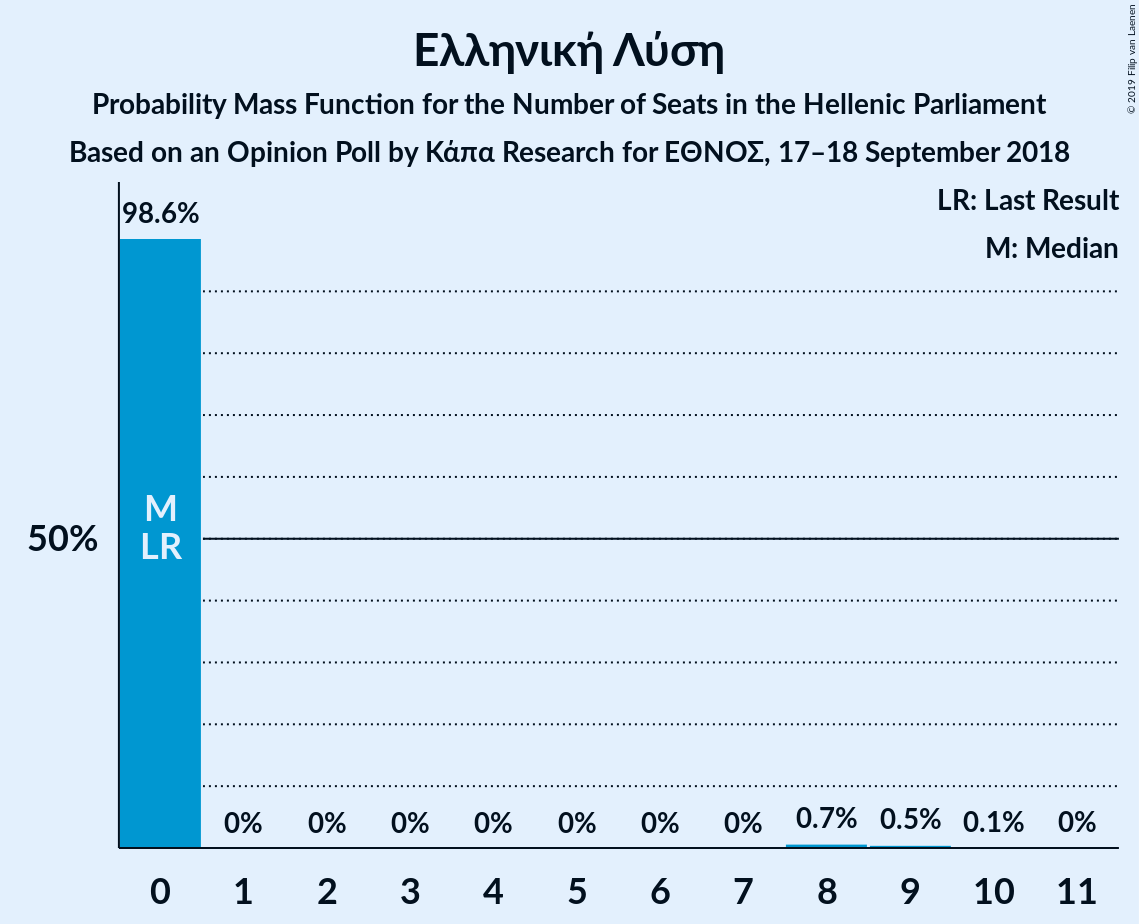 Ελληνική Λύση
Probability Mass Function for the Number of Seats in the Hellenic Parliament
Based on an Opinion Poll by Κάπα Research for ΕΘΝΟΣ, 17–18 September 2018
© 2019 Filip van Laenen
LR: Last Result
M: Median
98.6%
M
LR
50%
0% 0% 0% 0% 0% 0% 0% 0.7% 0.5% 0.1% 0%
0 1 2 3 4 5 6 7 8 9 10 11